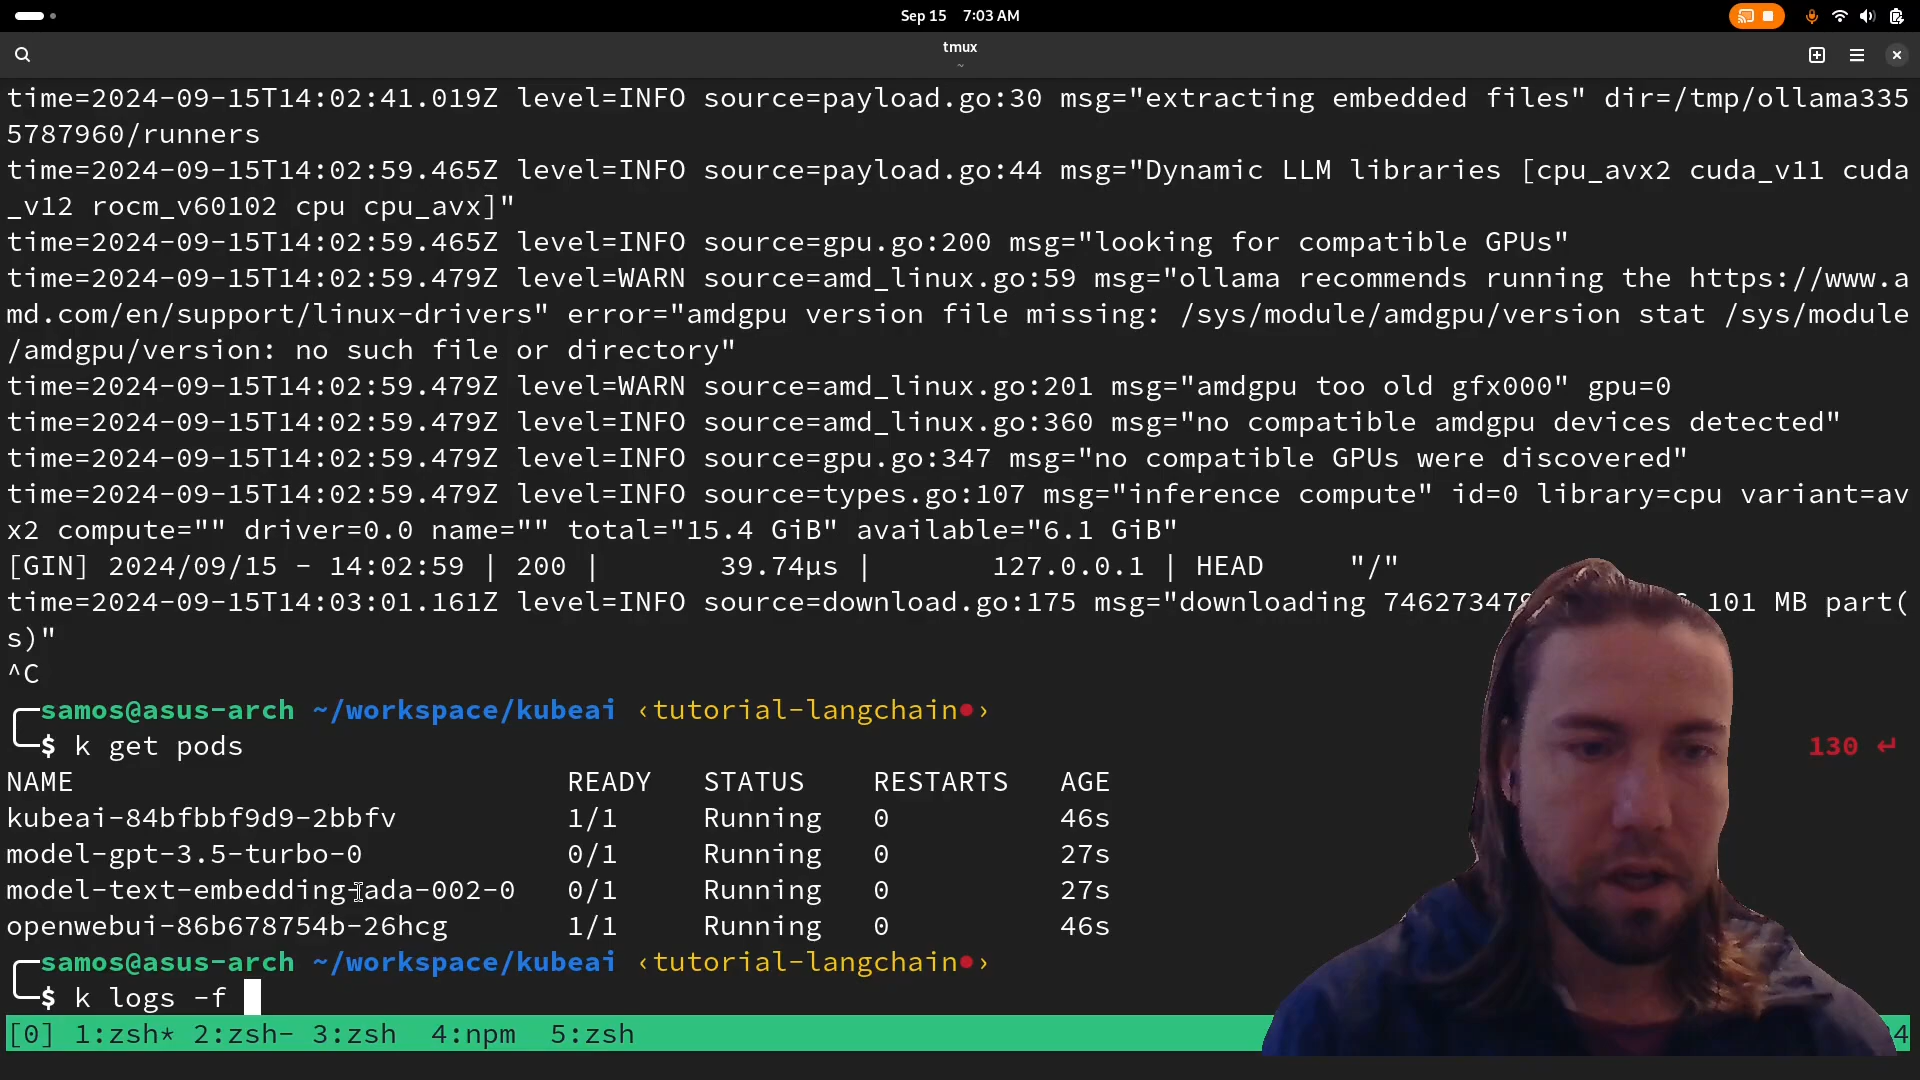 Sep 15 7:03 AM
tmux
~
time=2024-09-15T14:02:41.019Z level=INFO source=payload.go:30 msg="extracting embedded files" dir=/tmp/ollama335
5787960/runners
time=2024-09-15T14:02:59.465Z level=INFO source=payload.go:44 msg="Dynamic LLM libraries [cpu_avx2 cuda_v11 cuda
_v12 rocm_v60102 cpu cpu_avx]"
time=2024-09-15T14:02:59.465Z level=INFO source=gpu.go:200 msg="looking for compatible GPUs"
time=2024-09-15T14:02:59.479Z level=WARN source=amd_linux.go:59 msg="ollama recommends running the https://www.a
md.com/en/support/linux-drivers" error="amdgpu version file missing: /sys/module/amdgpu/version stat /sys/module
/amdgpu/version: no such file or directory"
time=2024-09-15T14:02:59.479Z level=WARN source=amd_linux.go:201 msg="amdgpu too old gfx000" gpu=0
time=2024-09-15T14:02:59.479Z level=INFO source=amd_linux.go:360 msg="no compatible amdgpu devices detected"
time=2024-09-15T14:02:59.479Z level=INFO source=gpu.go:347 msg="no compatible GPUs were discovered"
time=2024-09-15T14:02:59.479Z level=INFO source=types.go:107 msg="inference compute" id=0 library=cpu variant=av
x2 compute="" driver=0.0 name="" total="15.4 GiB" available="6.1 GiB"
[GIN] 2024/09/15 - 14:02:59 | 200 | 39.74µs | 127.0.0.1 | HEAD "/"
time=2024-09-15T14:03:01.161Z level=INFO source=download.go:175 msg="downloading 101 MB part(
s)"
^C
samos@asus-arch ~/workspace/kubeai ‹tutorial-langchain●›
$ k get pods 130 ↵
NAME READY STATUS RESTARTS AGE
kubeai-84bfbbf9d9-2bbfv 1/1 Running 0 46s
model-gpt-3.5-turbo-0 0/1 Running 0 27s
model-text-embedding-ada-002-0 0/1 Running 0 27s
openwebui-86b678754b-26hcg 1/1 Running 0 46s
samos@asus-arch ~/workspace/kubeai ‹tutorial-langchain●›
$ k logs -f
[0] 1:zsh* 2:zsh- 3:zsh 4:npm 5:zsh